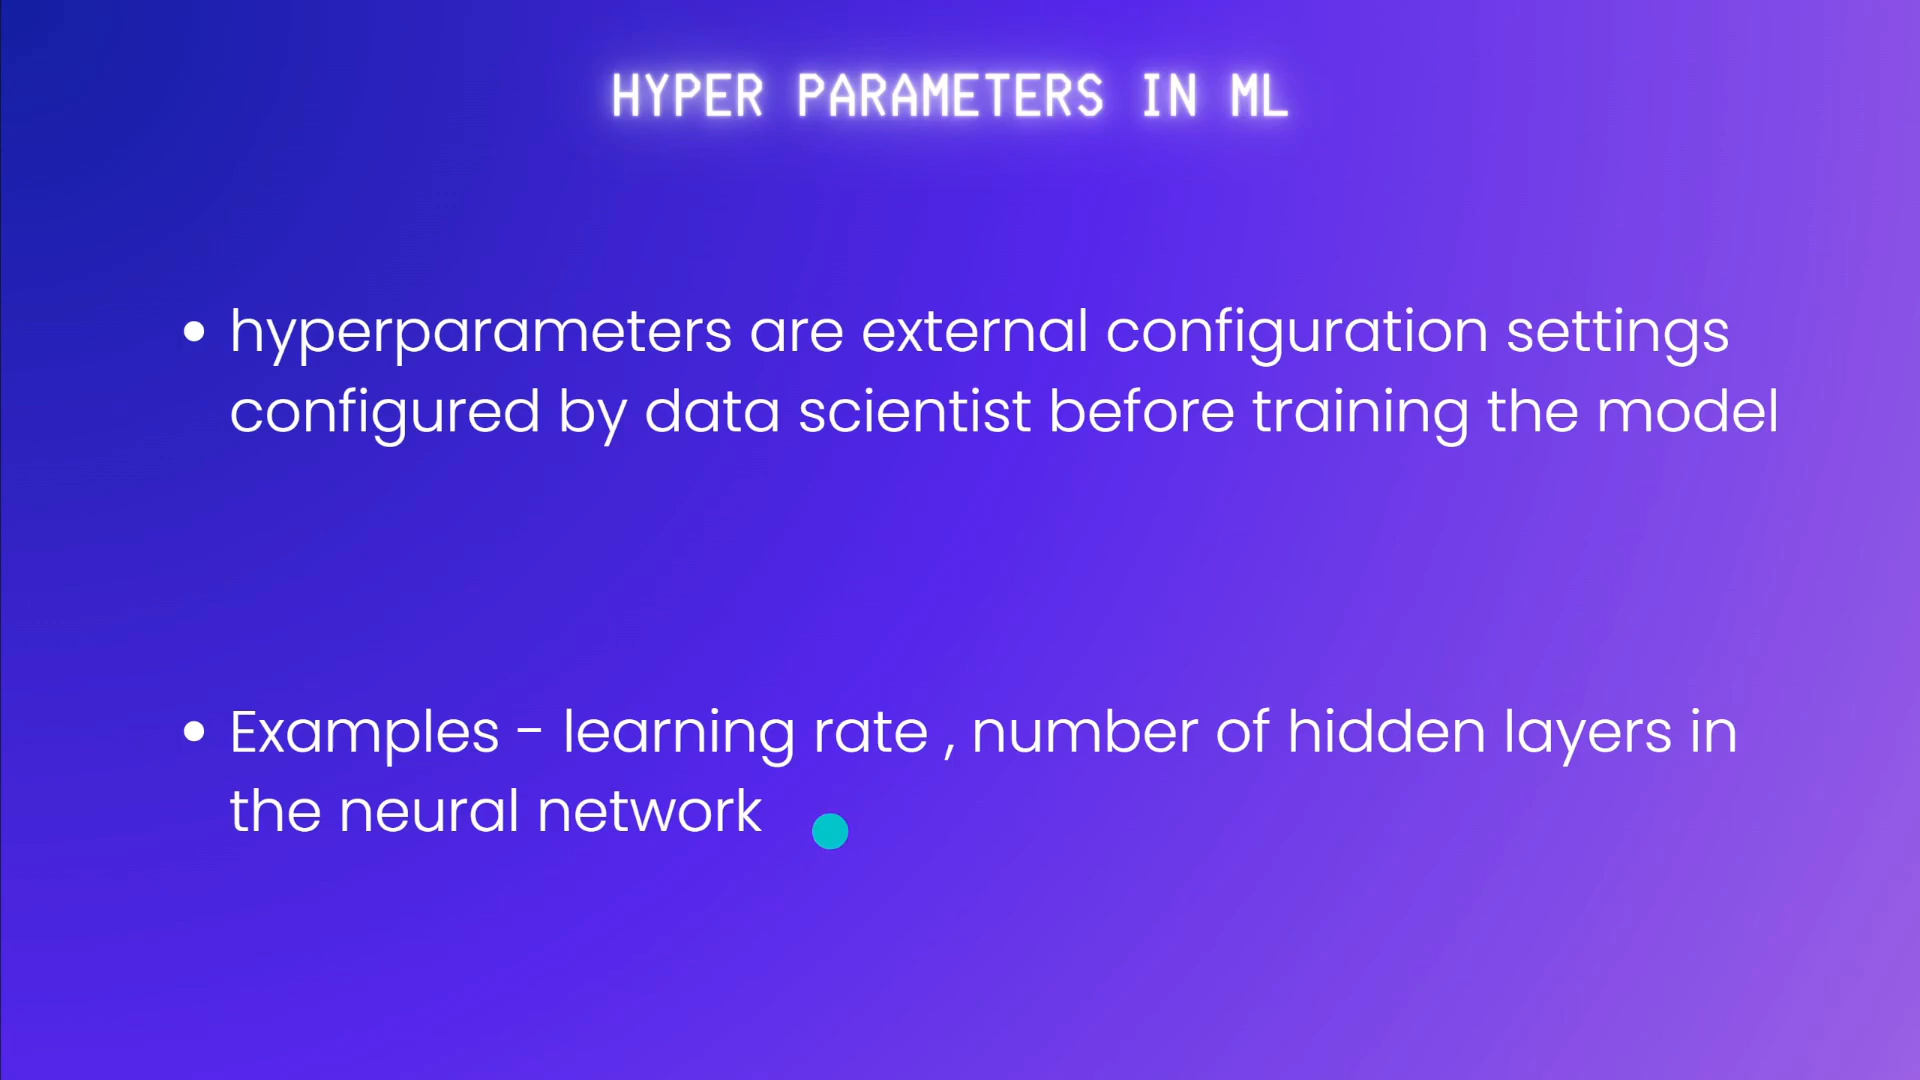 HYPER PARAMETERS IN ML
• hyperparameters are external configuration settings
configured by data scientist before training the model
• Examples - learning rate , number of hidden layers in
the neural network